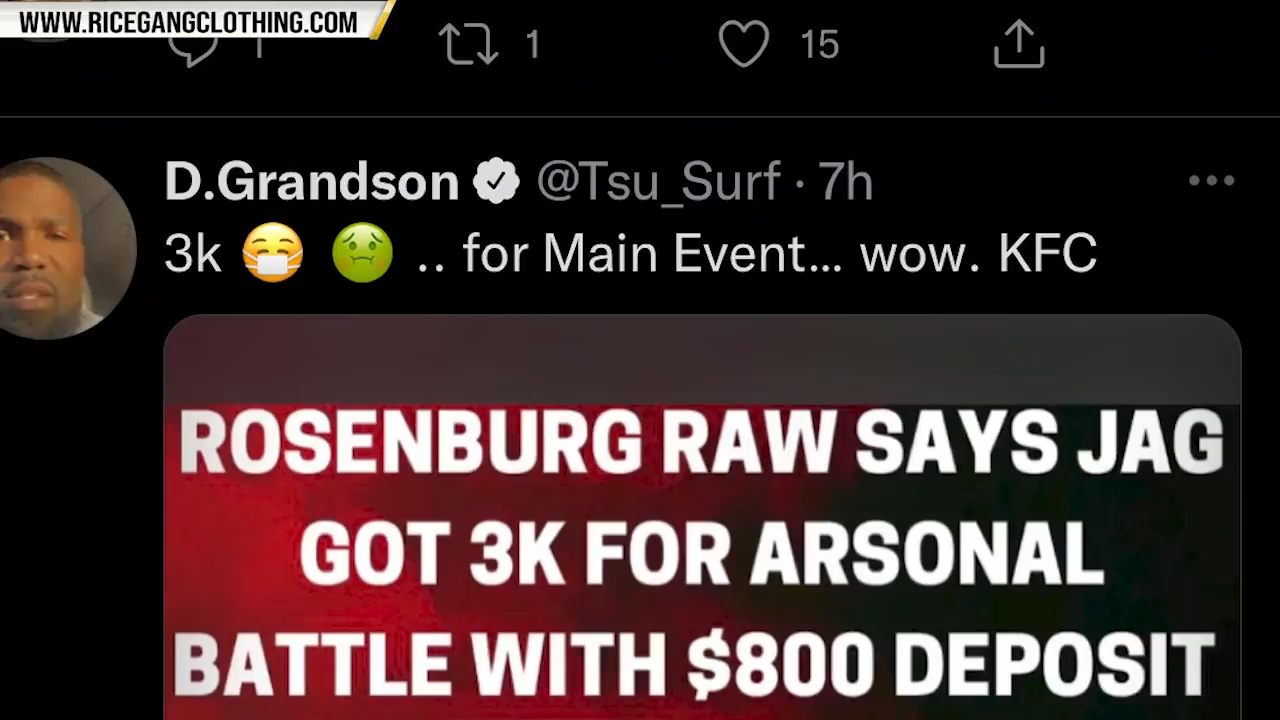 WWW.RICEGANGCLOTHING.COM
1 1 15
D.Grandson @Tsu_Surf · 7h
3k 😷 🤢 .. for Main Event... wow. KFC
ROSENBURG RAW SAYS JAG
GOT 3K FOR ARSONAL
BATTLE WITH $800 DEPOSIT